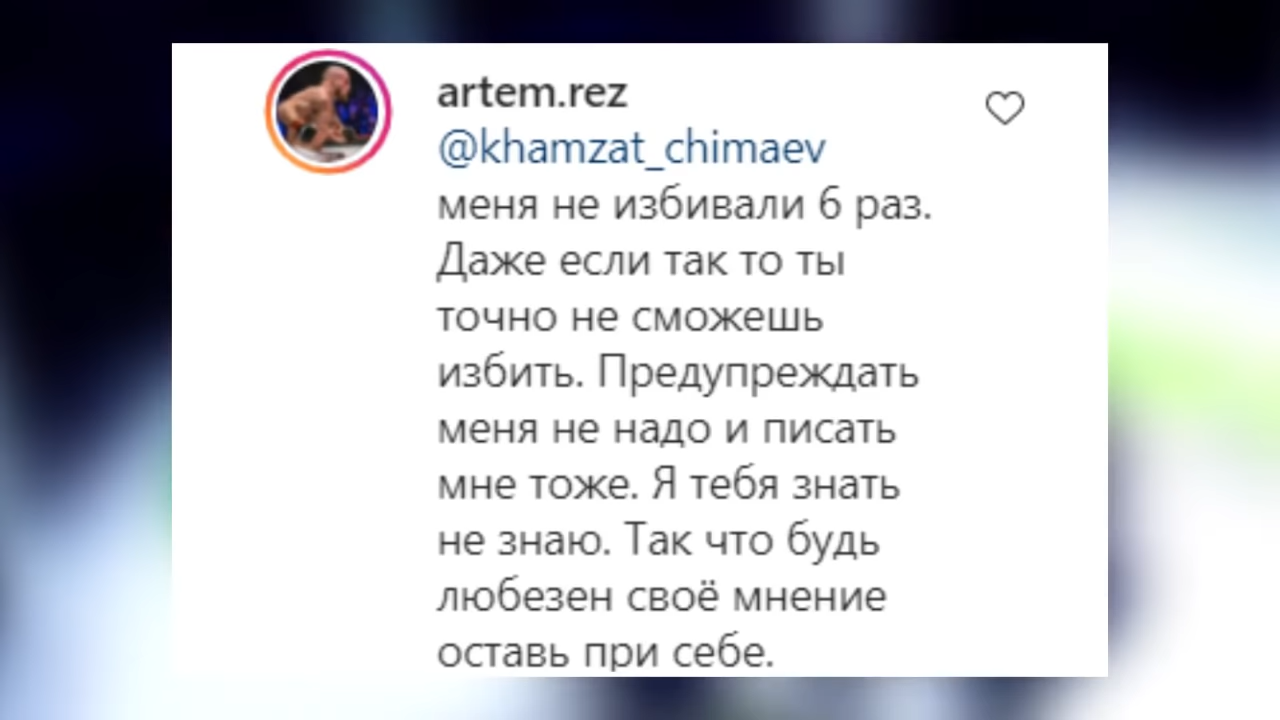 artem.rez
@khamzat_chimaev
меня не избивали 6 раз.
Даже если так то ты
точно не сможешь
избить. Предупреждать
меня не надо и писать
мне тоже. Я тебя знать
не знаю. Так что будь
любезен своё мнение
оставь при себе.